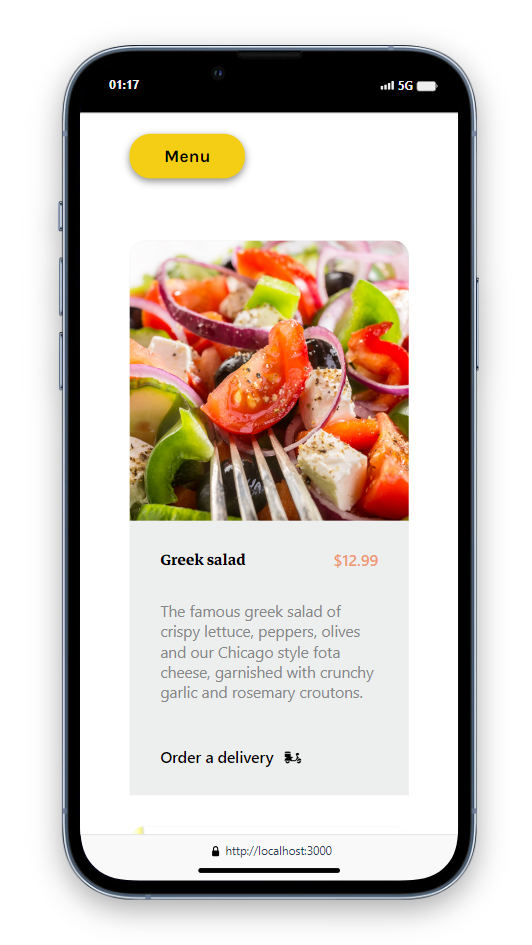 01:17
5G
Menu
Greek salad
$12.99
The famous greek salad of
crispy lettuce, peppers, olives
and our Chicago style fota
cheese, garnished with crunchy
garlic and rosemary croutons.
Order a delivery
http://localhost:3000